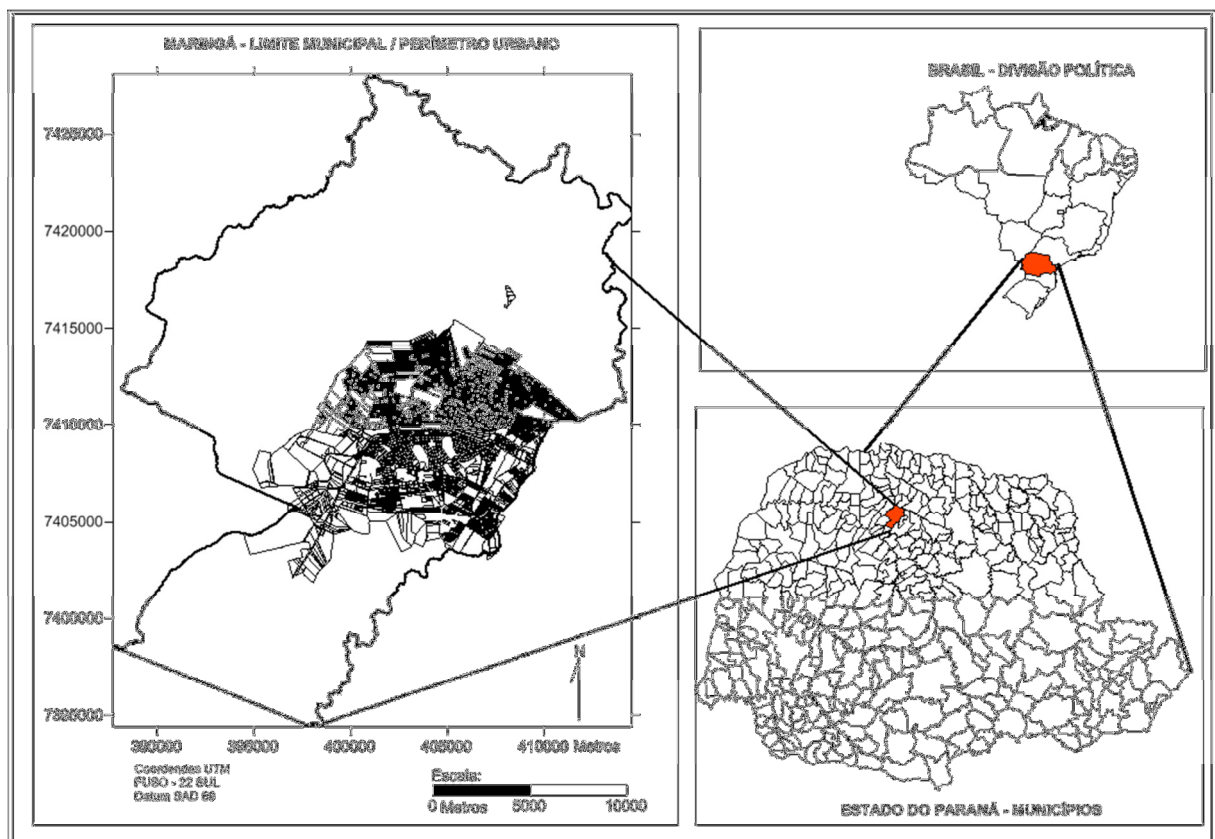 MARINGÁ - LIMITE MUNICIPAL / PERÍMETRO URBANO
7425000
7420000
7415000
7410000
7405000
7400000
7395000
390000 395000 400000 405000 410000 Metros
N
Coordendas UTM
FUSO - 22 SUL
Datum SAD 69
Escala:
0 Metros 5000 10000
BRASIL - DIVISÃO POLÍTICA
ESTADO DO PARANÁ - MUNICÍPIOS